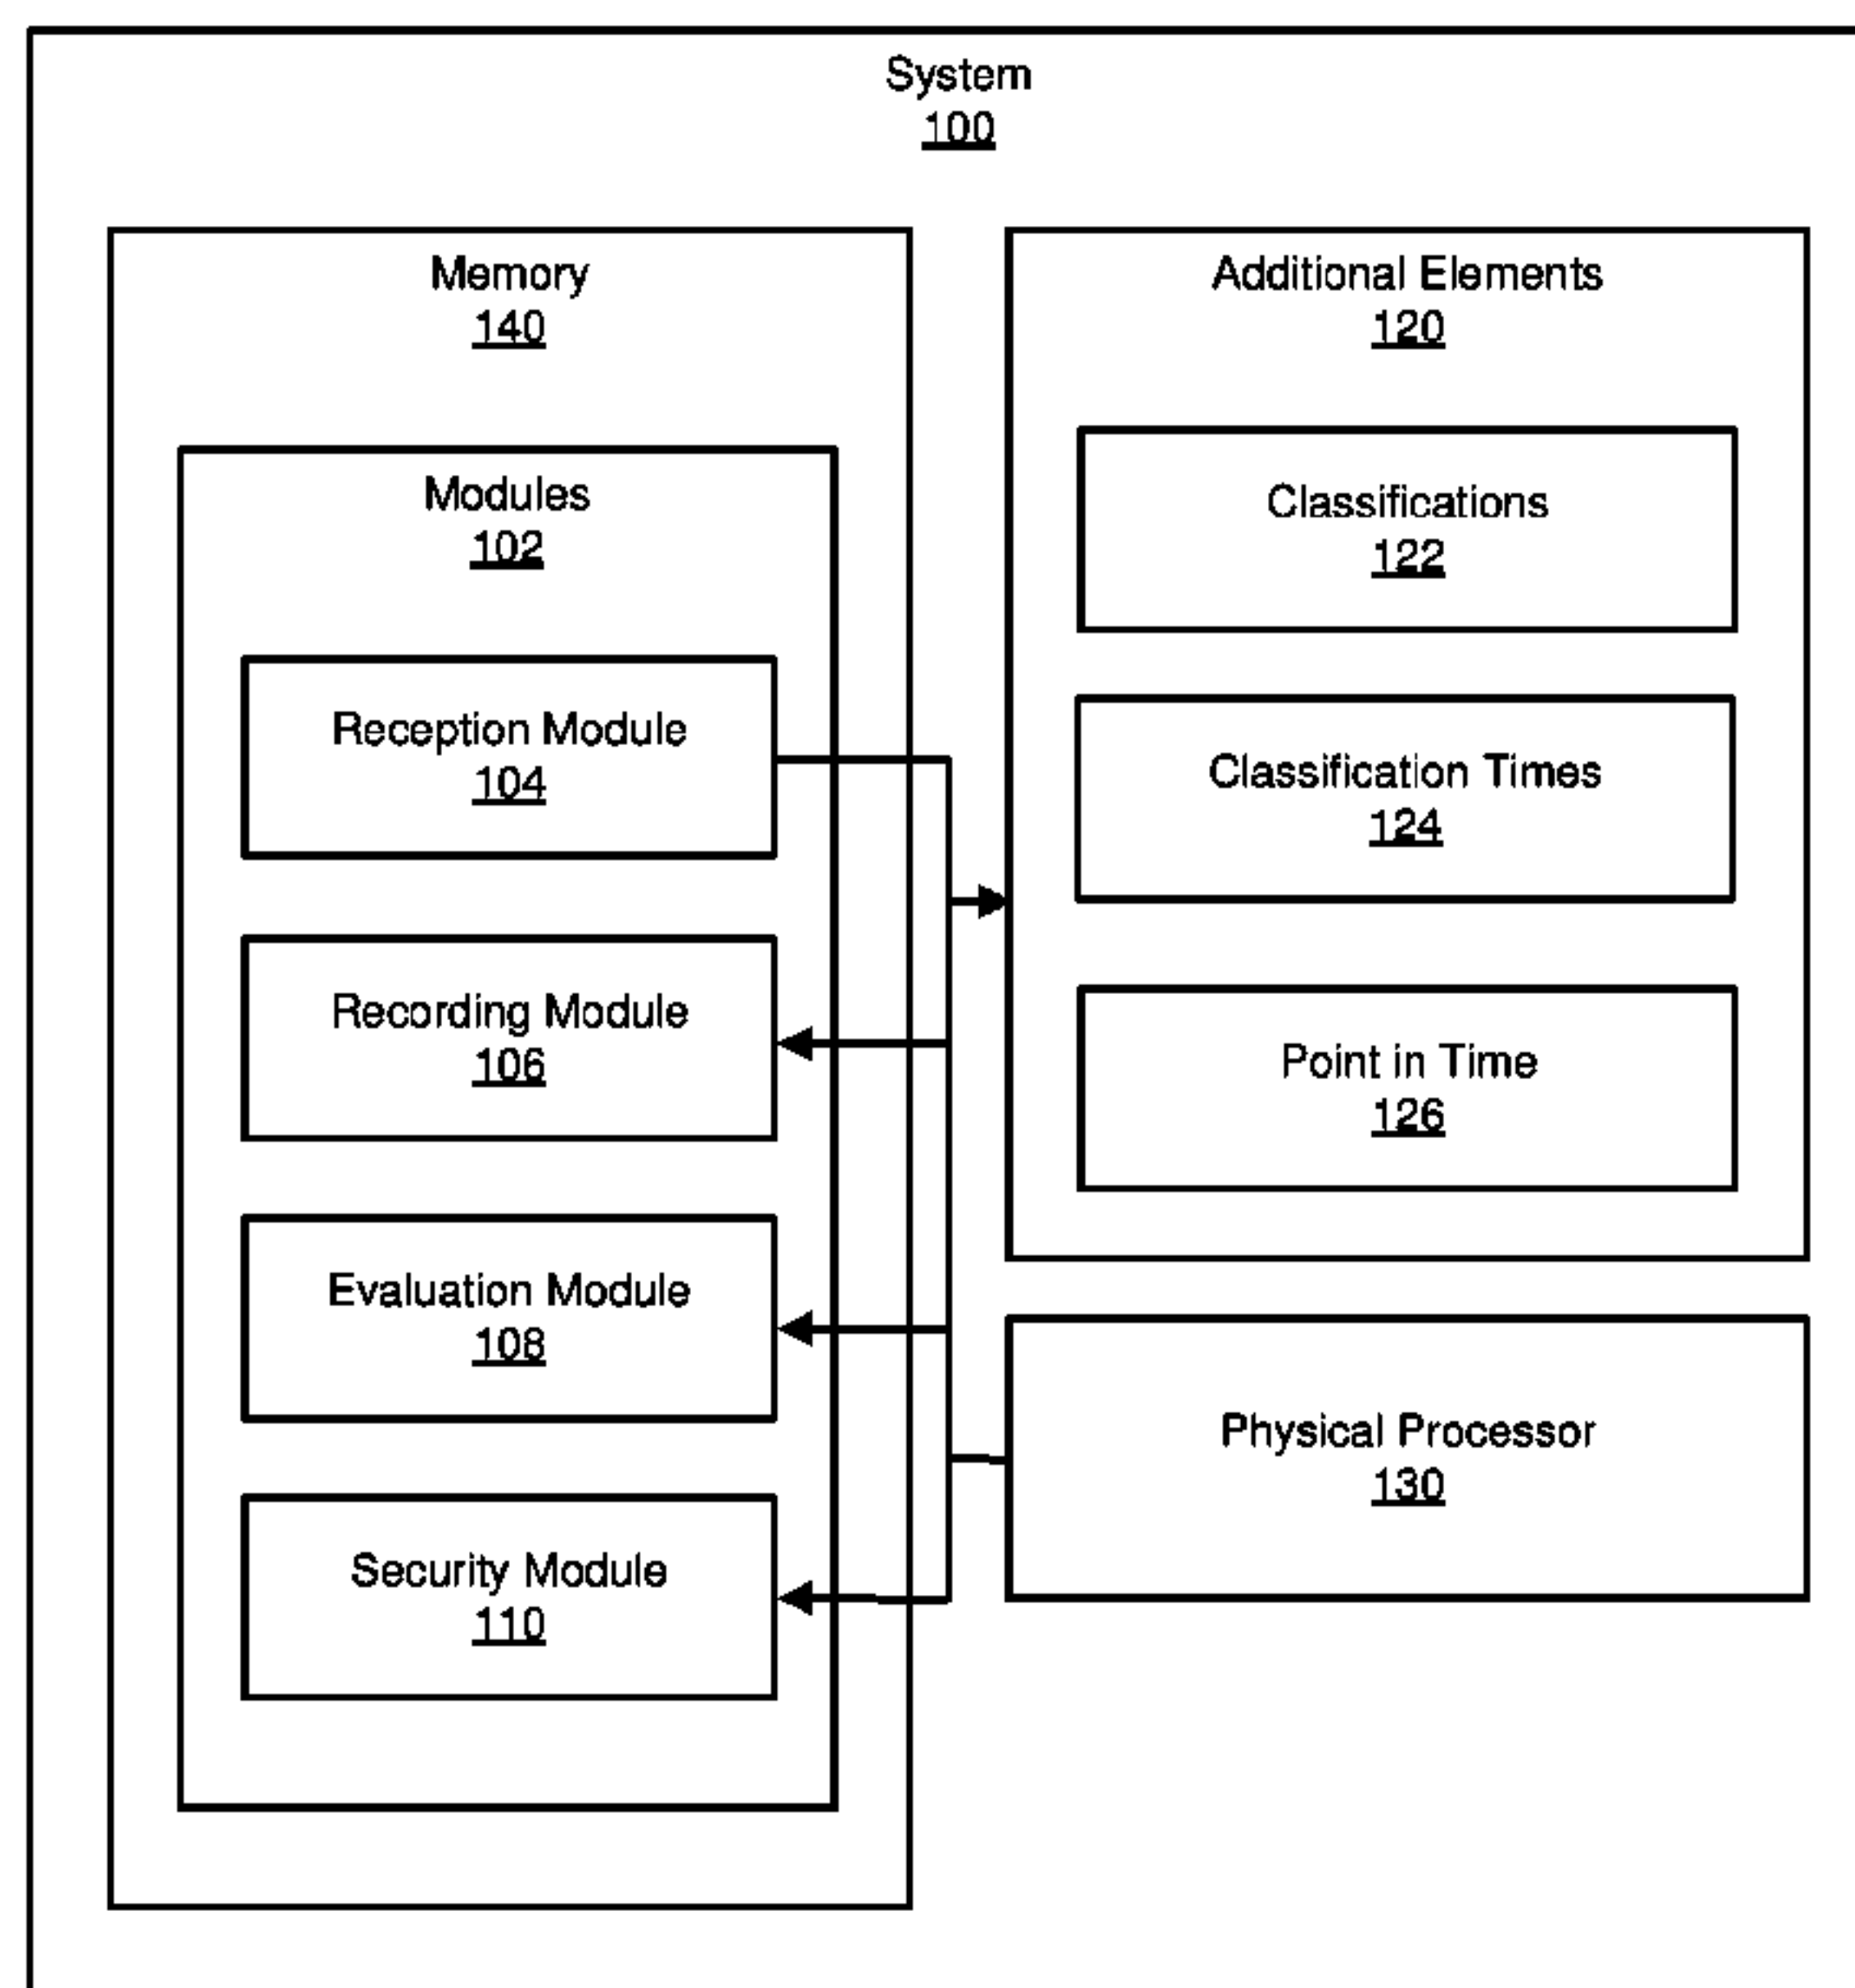 System
100
Memory
140
Modules
102
Reception Module
104
Recording Module
106
Evaluation Module
108
Security Module
110
Additional Elements
120
Classifications
122
Classification Times
124
Point in Time
126
Physical Processor
130